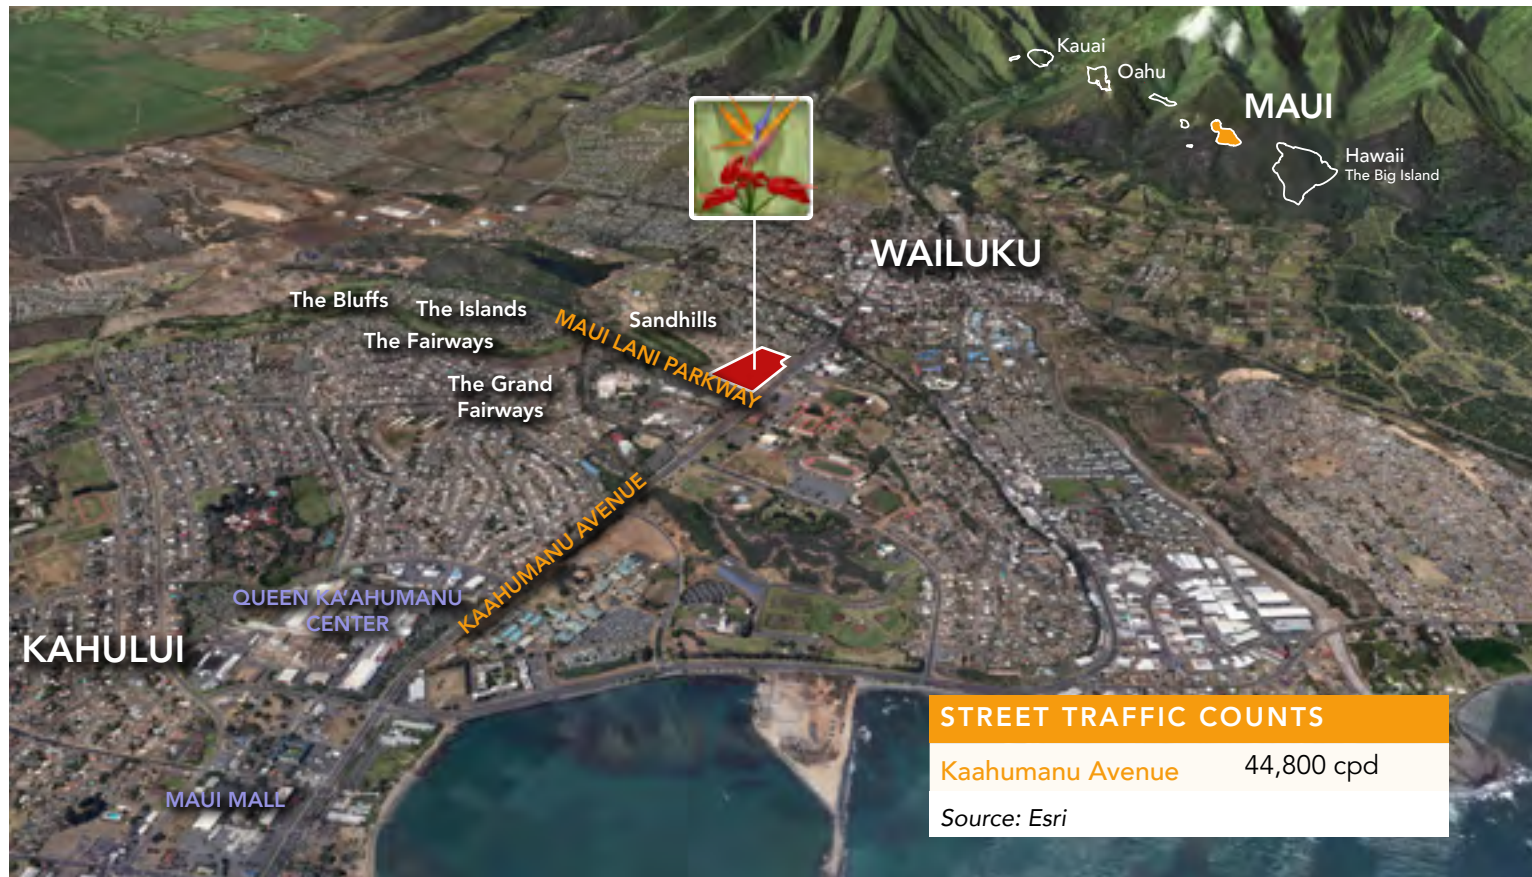 Kauai
Oahu
MAUI
Hawaii
The Big Island
WAILUKU
The Bluffs
The Islands
Sandhills
MAUI LANI PARKWAY
The Fairways
The Grand
Fairways
KAAHUMANU AVENUE
QUEEN KA'AHUMANU
CENTER
KAHULUI
MAUI MALL
STREET TRAFFIC COUNTS
Kaahumanu Avenue 44,800 cpd
Source: Esri